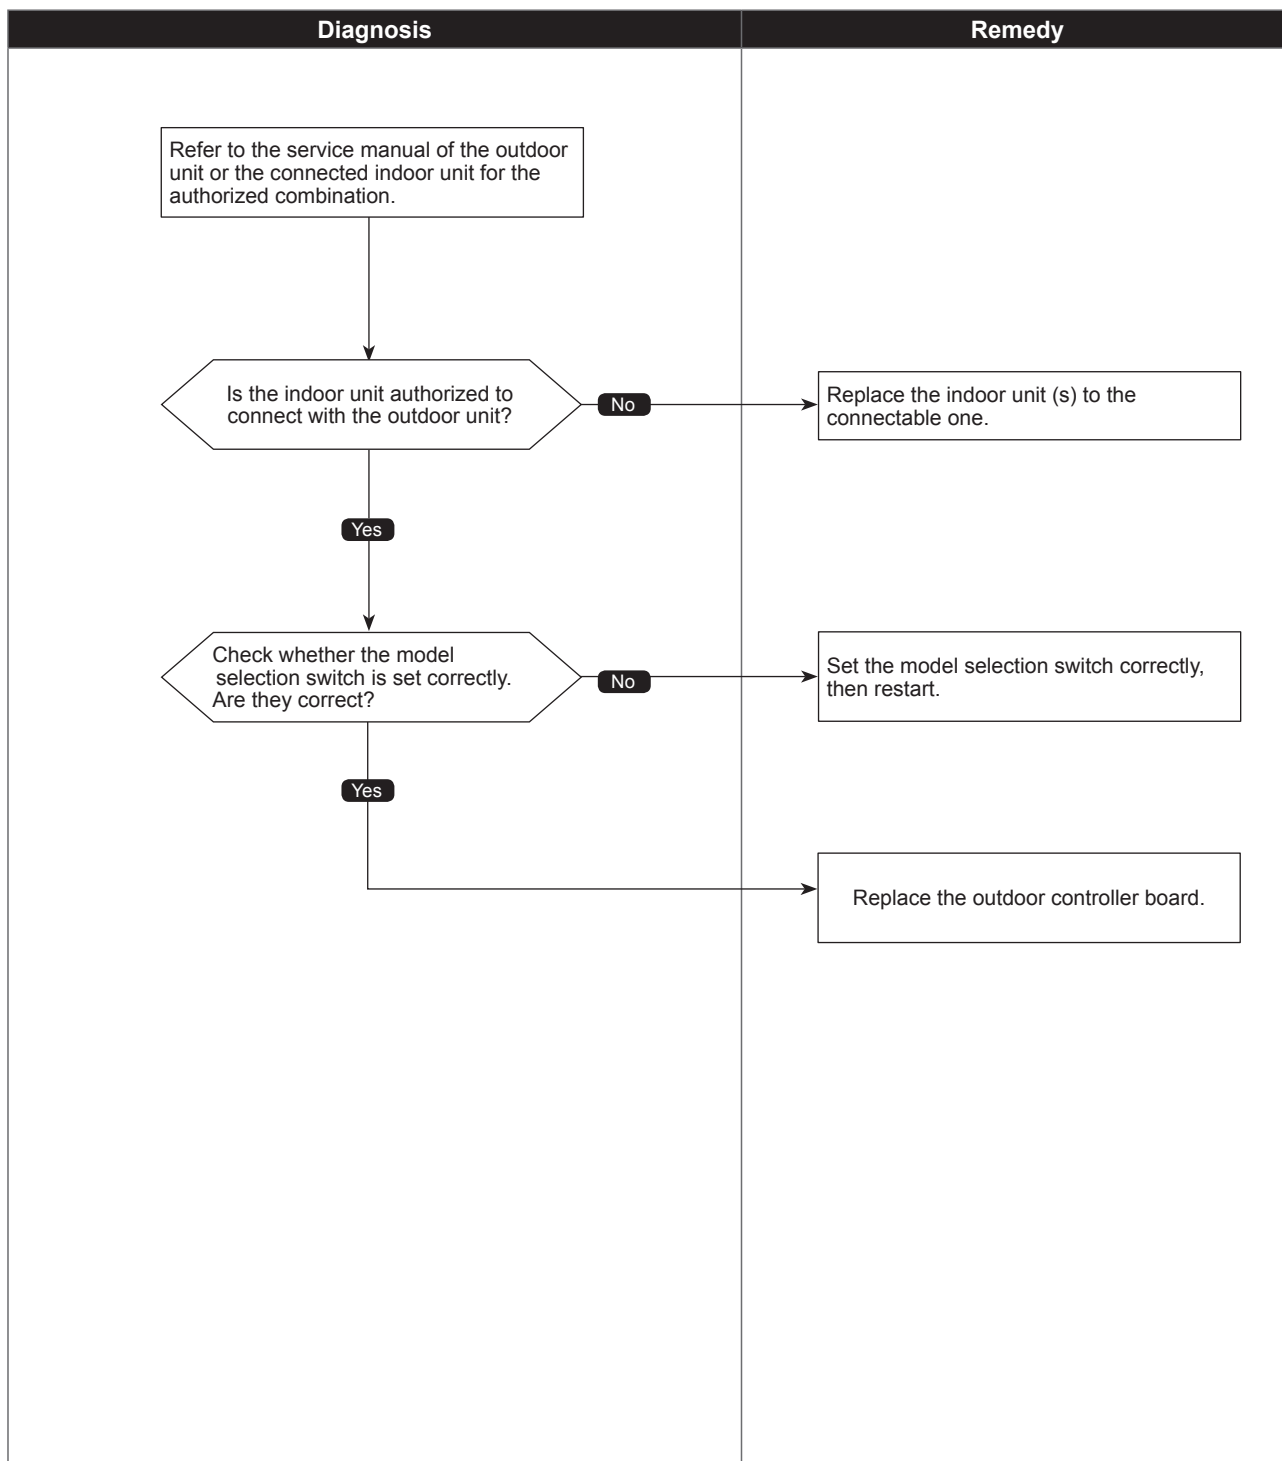 Diagnosis
Remedy
Refer to the service manual of the outdoor
unit or the connected indoor unit for the
authorized combination.
Is the indoor unit authorized to
connect with the outdoor unit?
No
Replace the indoor unit (s) to the
connectable one.
Yes
Check whether the model
selection switch is set correctly.
Are they correct?
No
Set the model selection switch correctly,
then restart.
Yes
Replace the outdoor controller board.